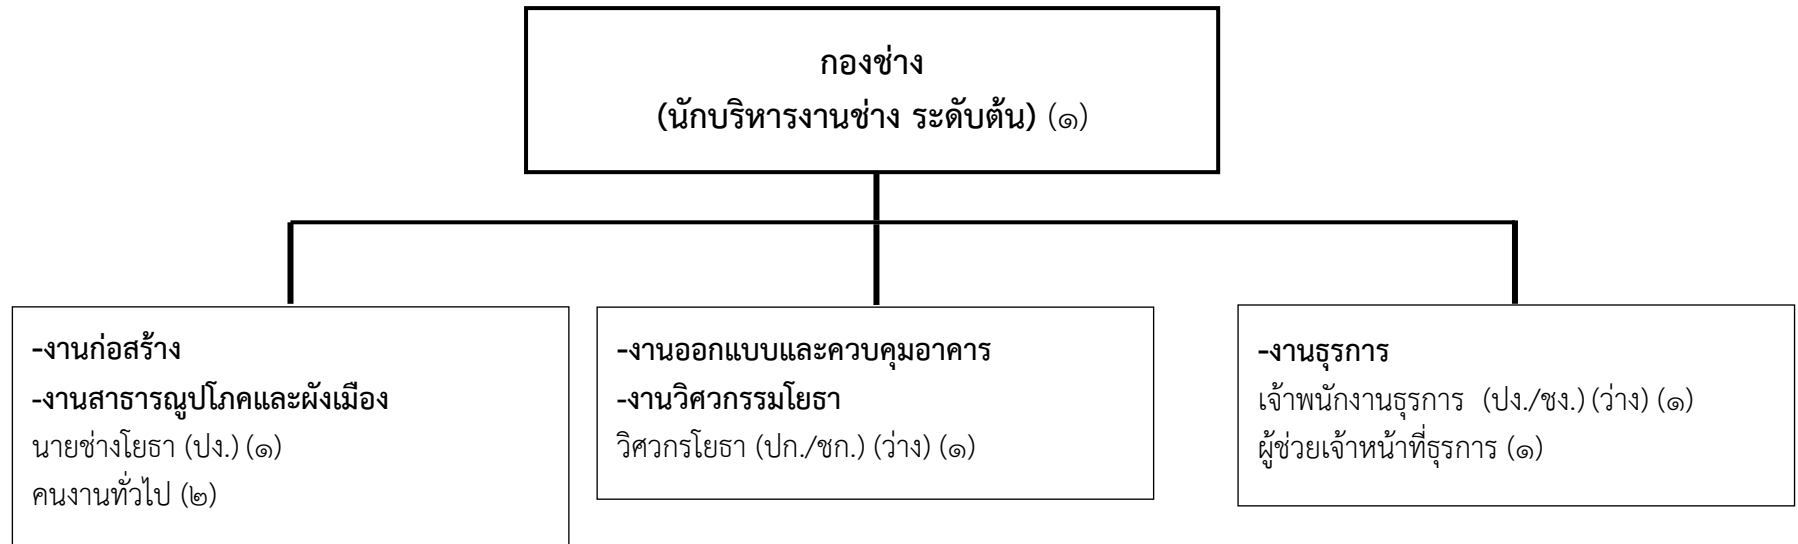 กองช่าง
(นักบริหารงานช่าง ระดับต้น) (๑)
-งานก่อสร้าง
-งานสาธารณูปโภคและผังเมือง
นายช่างโยธา (ปง.) (๑)
คนงานทั่วไป (๒)
-งานออกแบบและควบคุมอาคาร
-งานวิศวกรรมโยธา
วิศวกรโยธา (ปก./ชก.) (ว่าง) (๑)
-งานธุรการ
เจ้าพนักงานธุรการ (ปง./ชง.) (ว่าง) (๑)
ผู้ช่วยเจ้าหน้าที่ธุรการ (๑)